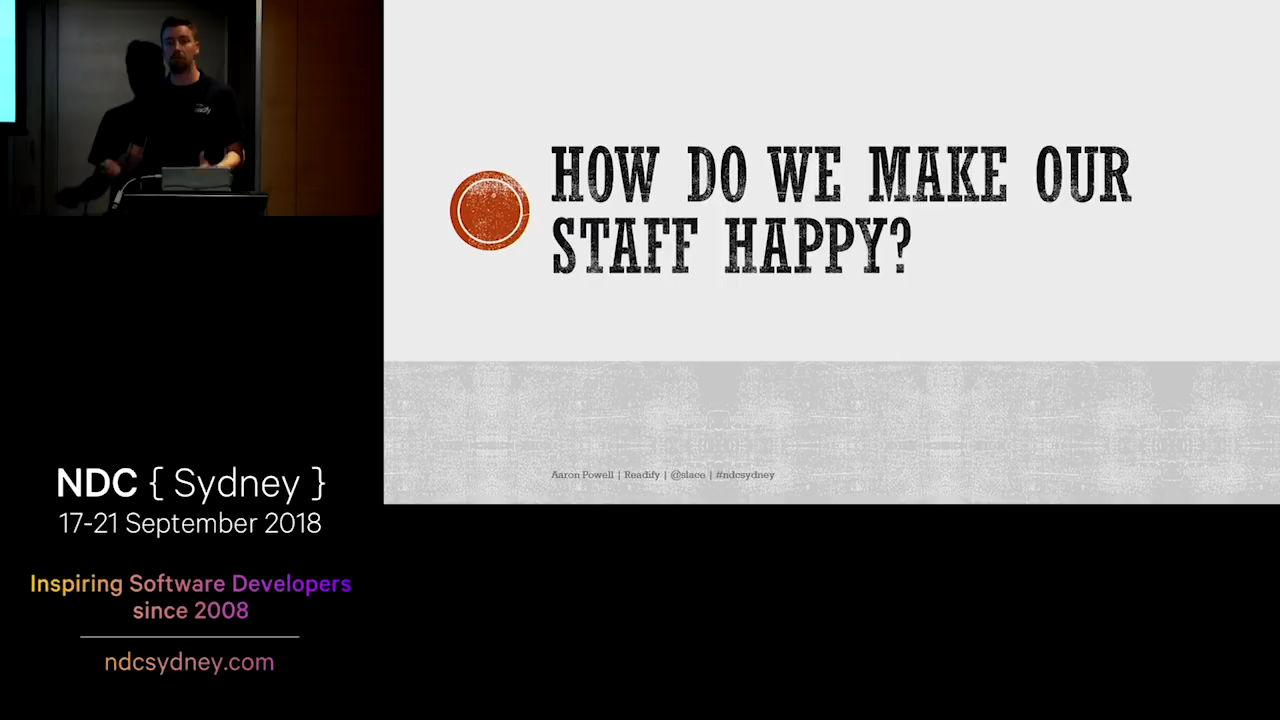 HOW DO WE MAKE OUR
STAFF HAPPY?
Aaron Powell | Readify | @slace | #ndcsydney
NDC { Sydney }
17-21 September 2018
Inspiring Software Developers
since 2008
ndcsydney.com